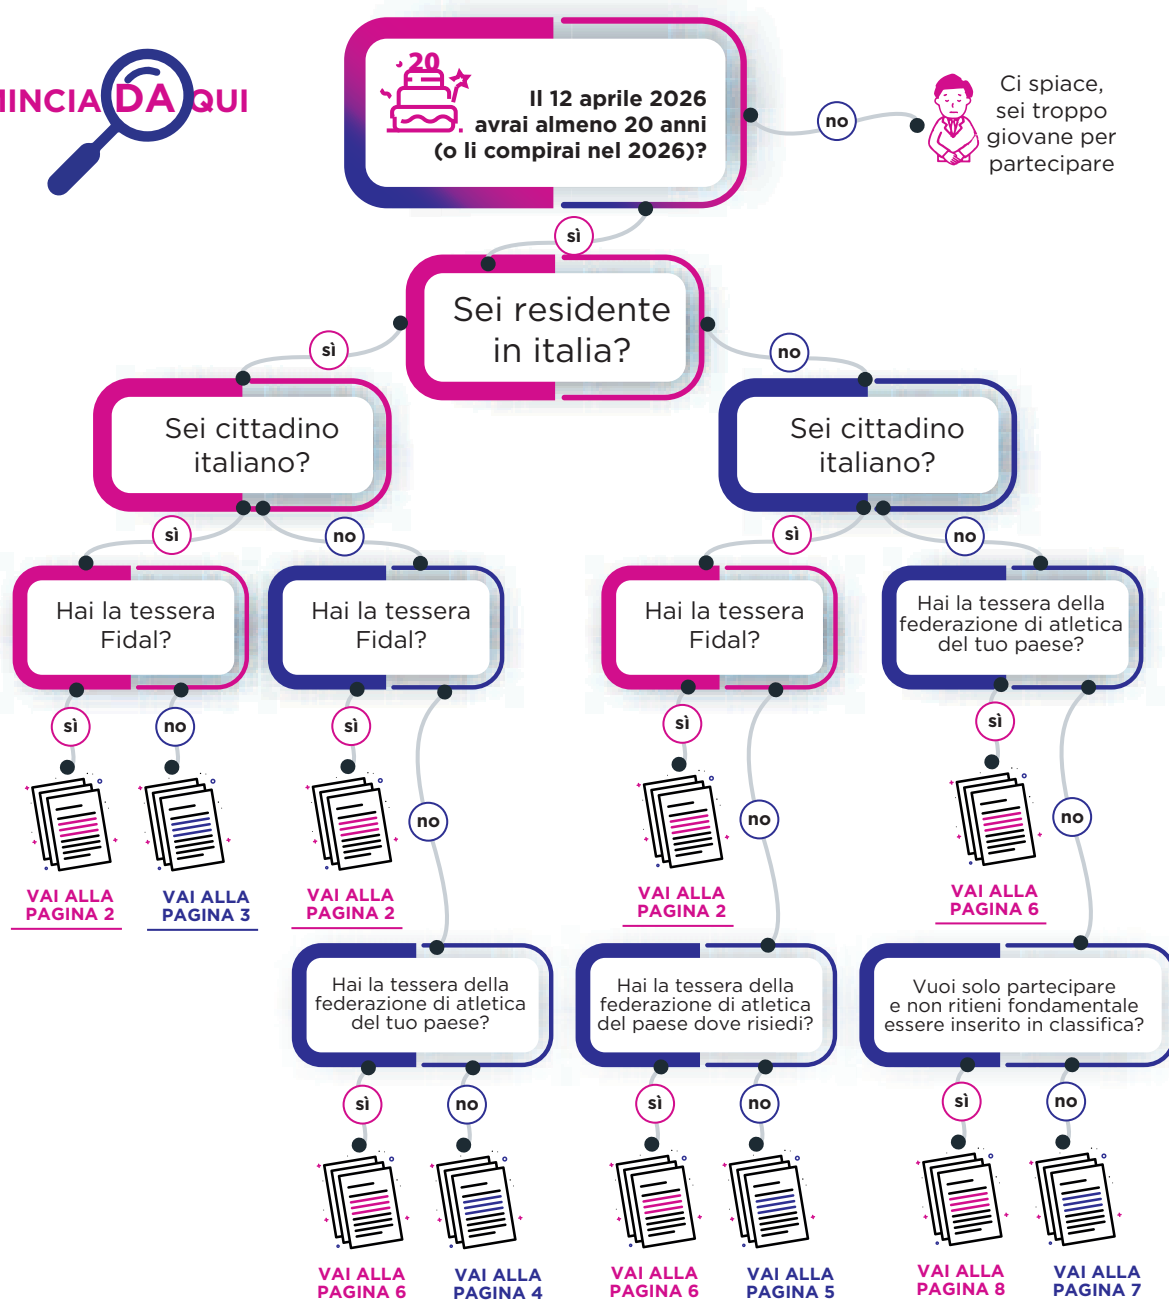 INCIA DA QUI
20
Il 12 aprile 2026
avrai almeno 20 anni
(o li compirai nel 2026)?
no
Ci spiace,
sei troppo
giovane per
partecipare
sì
Sei residente
in italia?
sì
no
Sei cittadino
italiano?
Sei cittadino
italiano?
sì
no
sì
no
Hai la tessera
Fidal?
Hai la tessera
Fidal?
Hai la tessera
Fidal?
Hai la tessera della
federazione di atletica
del tuo paese?
sì
no
sì
no
sì
no
sì
no
VAI ALLA
PAGINA 2
VAI ALLA
PAGINA 3
VAI ALLA
PAGINA 2
VAI ALLA
PAGINA 2
VAI ALLA
PAGINA 6
Hai la tessera della
federazione di atletica
del tuo paese?
Hai la tessera della
federazione di atletica
del paese dove risiedi?
Vuoi solo partecipare
e non ritieni fondamentale
essere inserito in classifica?
sì
no
sì
no
sì
no
VAI ALLA
PAGINA 6
VAI ALLA
PAGINA 4
VAI ALLA
PAGINA 6
VAI ALLA
PAGINA 5
VAI ALLA
PAGINA 8
VAI ALLA
PAGINA 7